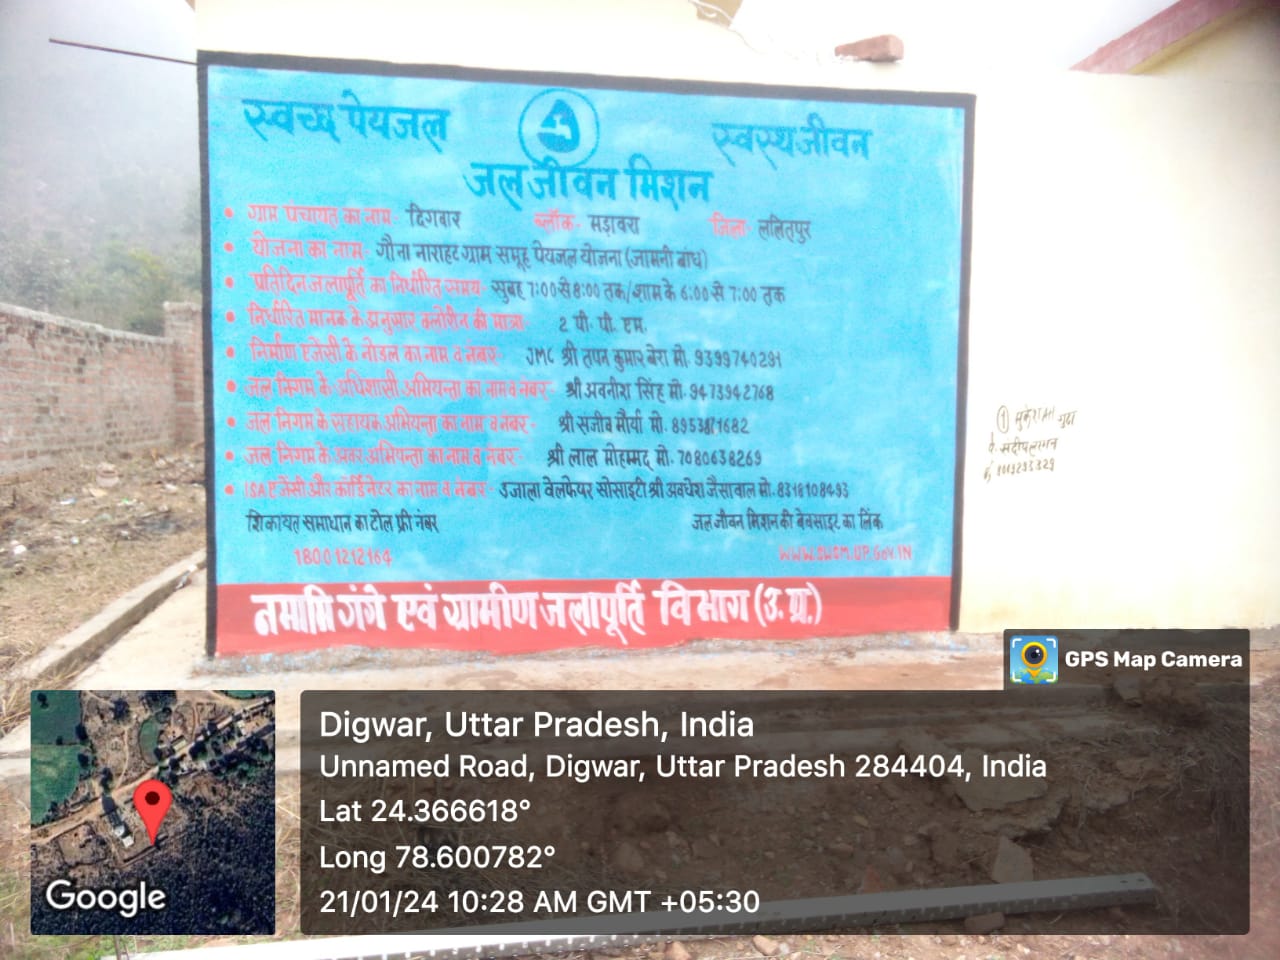 स्वच्छ पेयजल
स्वस्थ जीवन
जल जीवन मिशन
• ग्राम पंचायत का नाम- दिगवार ब्लॉक- मड़ावरा जिला- ललितपुर
• योजना का नाम- गौना नाराहट ग्राम समूह पेयजल योजना (जामनी बांध)
• प्रतिदिन जलापूर्ति का निर्धारित समय- सुबह 7:00 से 8:00 तक/शाम के 6:00 से 7:00 तक
• निर्धारित मानक के अनुसार क्लोरीन की मात्रा 2 पी. पी. एम.
• निर्माण एजेंसी के नोडल का नाम व नंबर- JMC श्री तपन कुमार बेरा मो. 9399740291
• जल निगम के अधिशासी अभियन्ता का नाम व नंबर- श्री अवनीश सिंह मो. 9473942768
• जल निगम के सहायक अभियन्ता का नाम व नंबर- श्री संजीव मौर्या मो. 8953871682
• जल निगम के अवर अभियन्ता का नाम व नंबर- श्री लाल मोहम्मद मो. 7080638269
• ISA एजेंसी और कॉर्डिनेटर का नाम व नंबर- उजाला वेलफेयर सोसाइटी श्री अवधेश जैसावाल मो. 8318108493
शिकायत समाधान का टोल फ्री नंबर
जल जीवन मिशन की वेबसाइट का लिंक
18001212164
WWW.SWSM.UP.GOV.IN
नमामि गंगे एवं ग्रामीण जलापूर्ति विभाग (उ. प्र.)
①
GPS Map Camera
Digwar, Uttar Pradesh, India
Unnamed Road, Digwar, Uttar Pradesh 284404, India
Lat 24.366618°
Long 78.600782°
21/01/24 10:28 AM GMT +05:30
Google